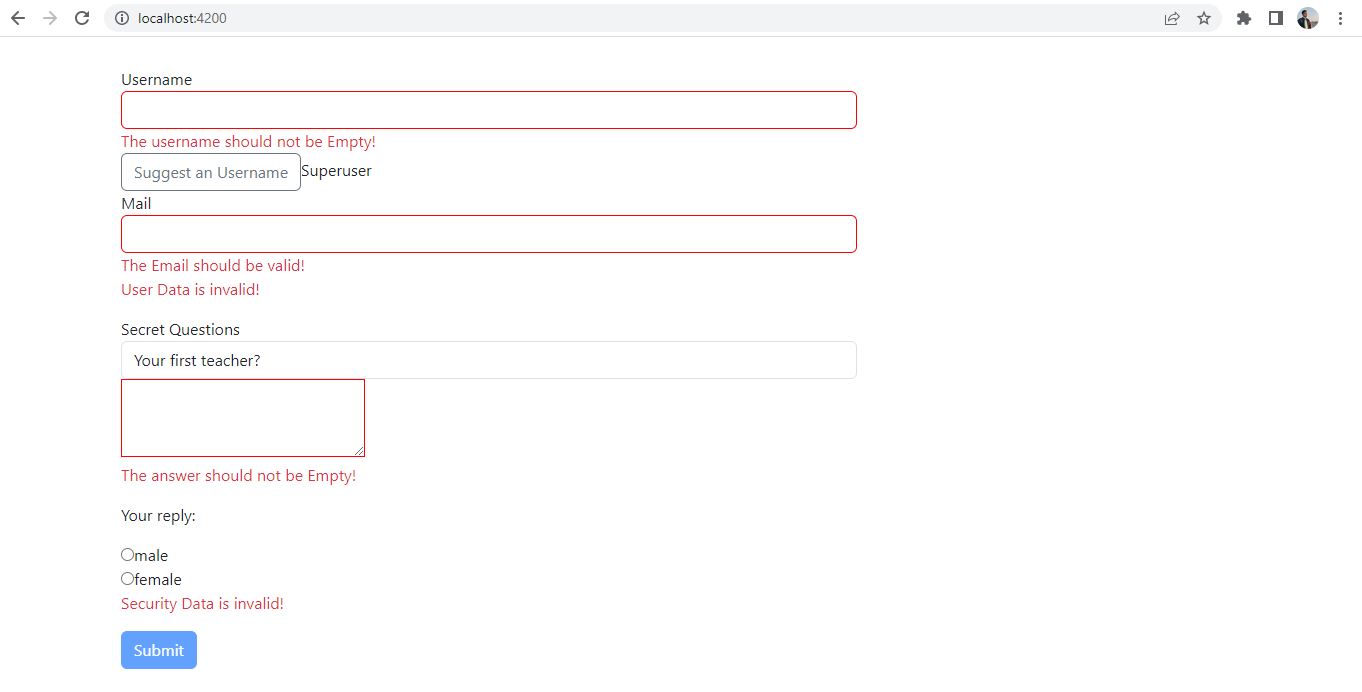 localhost:4200
Username
The username should not be Empty!
Suggest an Username Superuser
Mail
The Email should be valid!
User Data is invalid!
Secret Questions
Your first teacher?
The answer should not be Empty!
Your reply:
male
female
Security Data is invalid!
Submit